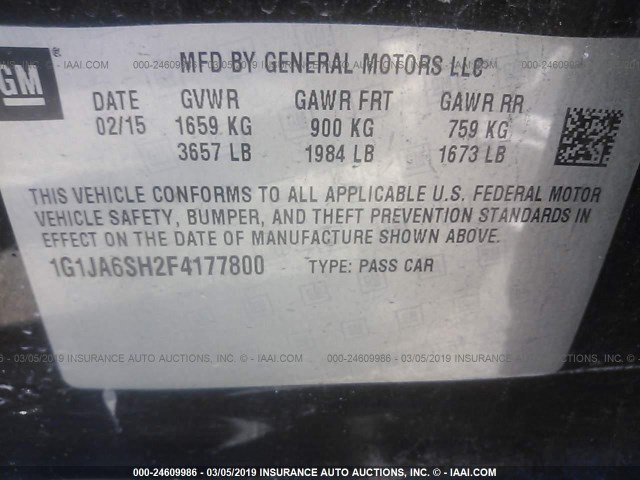 GM
®
MFD BY GENERAL MOTORS LLC
DATE GVWR GAWR FRT GAWR RR
02/15 1659 KG 900 KG 759 KG
3657 LB 1984 LB 1673 LB
THIS VEHICLE CONFORMS TO ALL APPLICABLE U.S. FEDERAL MOTOR
VEHICLE SAFETY, BUMPER, AND THEFT PREVENTION STANDARDS IN
EFFECT ON THE DATE OF MANUFACTURE SHOWN ABOVE.
1G1JA6SH2F4177800 TYPE: PASS CAR
000-24609986 - 03/05/2019 INSURANCE AUTO AUCTIONS, INC. © - IAAI.COM